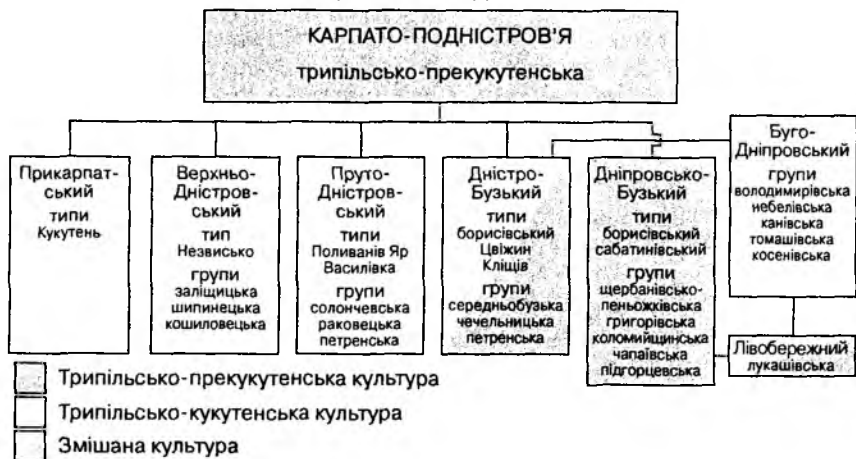 КАРПАТО-ПОДНІСТРОВ'Я
трипільсько-прекукутенська
Прикарпат-
ський
типи
Кукутень
Верхньо-
Дністров-
ський
тип
Незвисько
групи
заліщицька
шипинецька
кошиловецька
Пруто-
Дністров-
ський
типи
Поливанів Яр
Василівка
групи
солончевська
раковецька
петренська
Дністро-
Бузький
типи
борисівський
Цвіжин
Кліщів
групи
середньобузька
чечельницька
петренська
Дніпровсько-
Бузький
типи
борисівський
сабатинівський
групи
щербанівсько-
пеньожківська
григорівська
коломийщинська
чапаївська
підгорцевська
Буго-
Дніпровський
групи
володимирівська
небелівська
канівська
томашівська
косенівська
Лівобережний
лукашівська
Трипільсько-прекукутенська культура
Трипільсько-кукутенська культура
Змішана культура